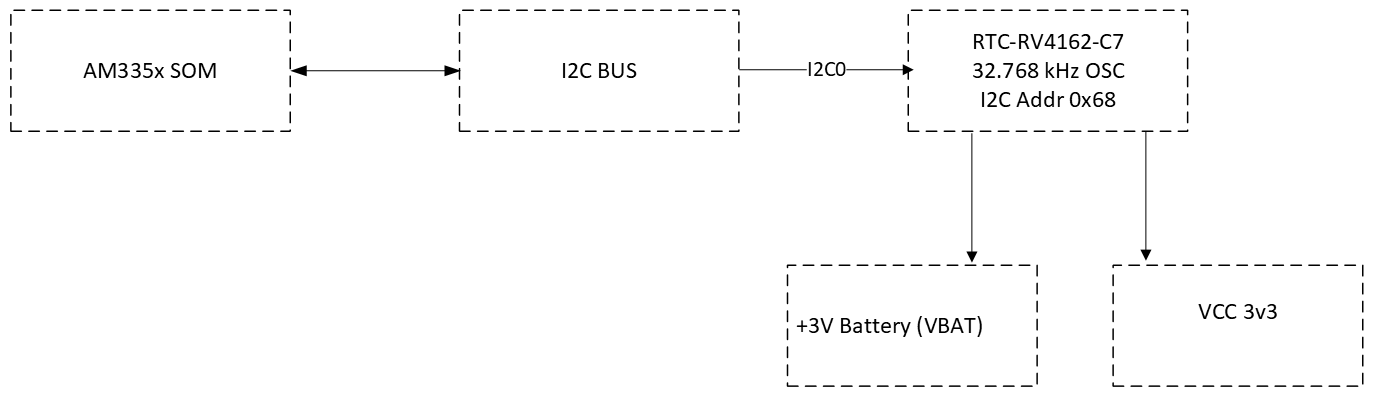 AM335x SOM
I2C BUS
I2C0
RTC-RV4162-C7
32.768 kHz OSC
I2C Addr 0x68
+3V Battery (VBAT)
VCC 3v3